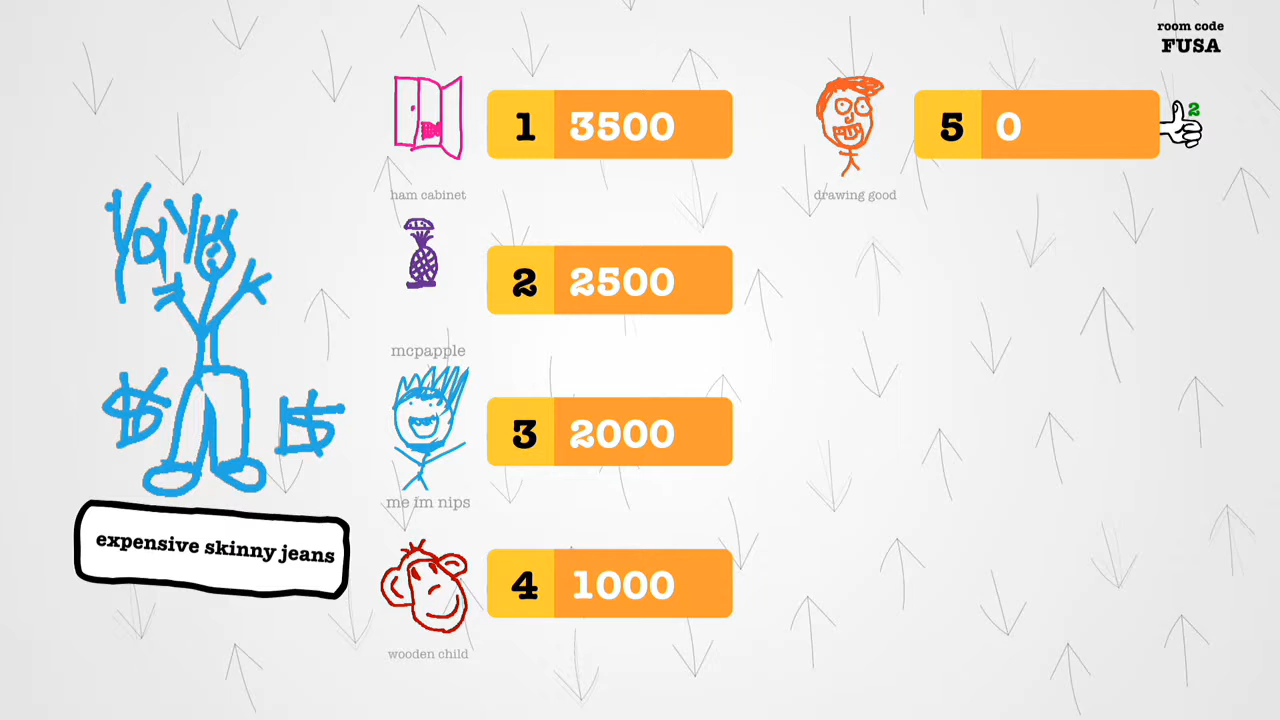 room code
FUSA
1 3500
ham cabinet
2 2500
mcpapple
3 2000
me im nips
4 1000
wooden child
5 0
2
drawing good
$ $
expensive skinny jeans